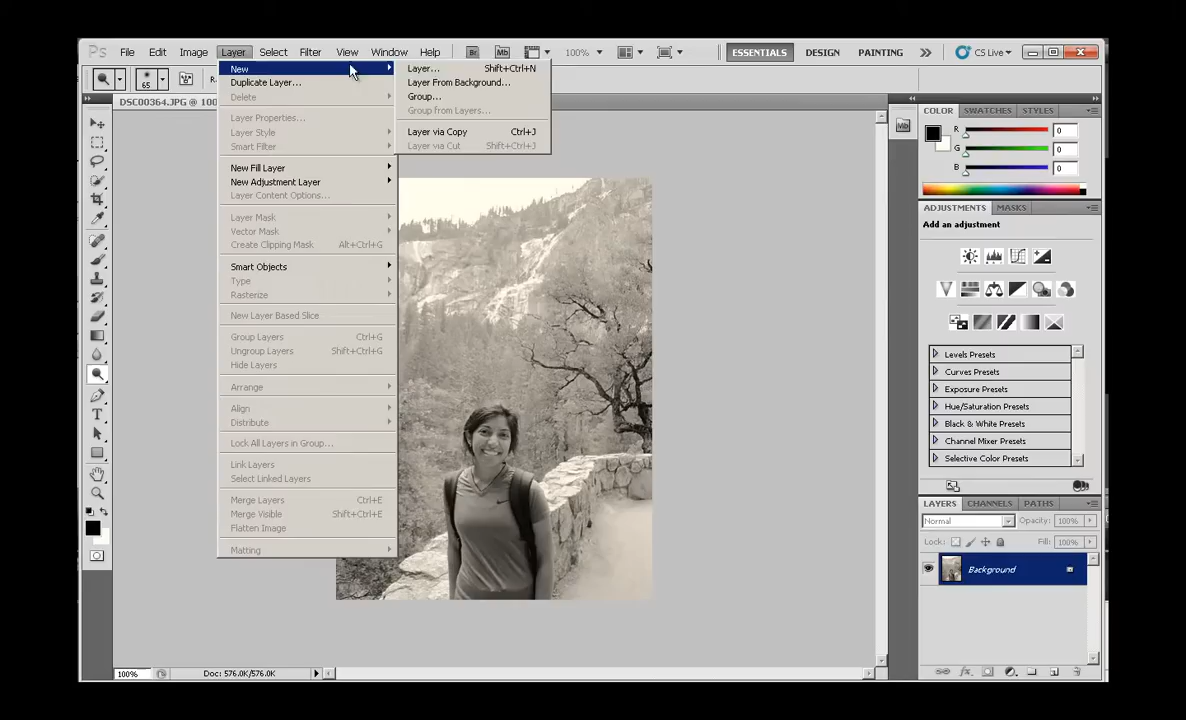 Ps File Edit Image Layer Select Filter View Window Help Br Mb 100% ESSENTIALS DESIGN PAINTING CS Live
65
DSC00364.JPG @ 100
New
Duplicate Layer...
Delete
Layer Properties...
Layer Style
Smart Filter
New Fill Layer
New Adjustment Layer
Layer Content Options...
Layer Mask
Vector Mask
Create Clipping Mask Alt+Ctrl+G
Smart Objects
Type
Rasterize
New Layer Based Slice
Group Layers Ctrl+G
Ungroup Layers Shift+Ctrl+G
Hide Layers
Arrange
Align
Distribute
Lock All Layers in Group...
Link Layers
Select Linked Layers
Merge Layers Ctrl+E
Merge Visible Shift+Ctrl+E
Flatten Image
Matting
Layer... Shift+Ctrl+N
Layer From Background...
Group...
Group from Layers...
Layer via Copy Ctrl+J
Layer via Cut Shift+Ctrl+J
Mb
COLOR SWATCHES STYLES
R 0
G 0
B 0
ADJUSTMENTS MASKS
Add an adjustment
Levels Presets
Curves Presets
Exposure Presets
Hue/Saturation Presets
Black & White Presets
Channel Mixer Presets
Selective Color Presets
LAYERS CHANNELS PATHS
Normal Opacity: 100%
Lock: Fill: 100%
Background
100% Doc: 576.0K/576.0K